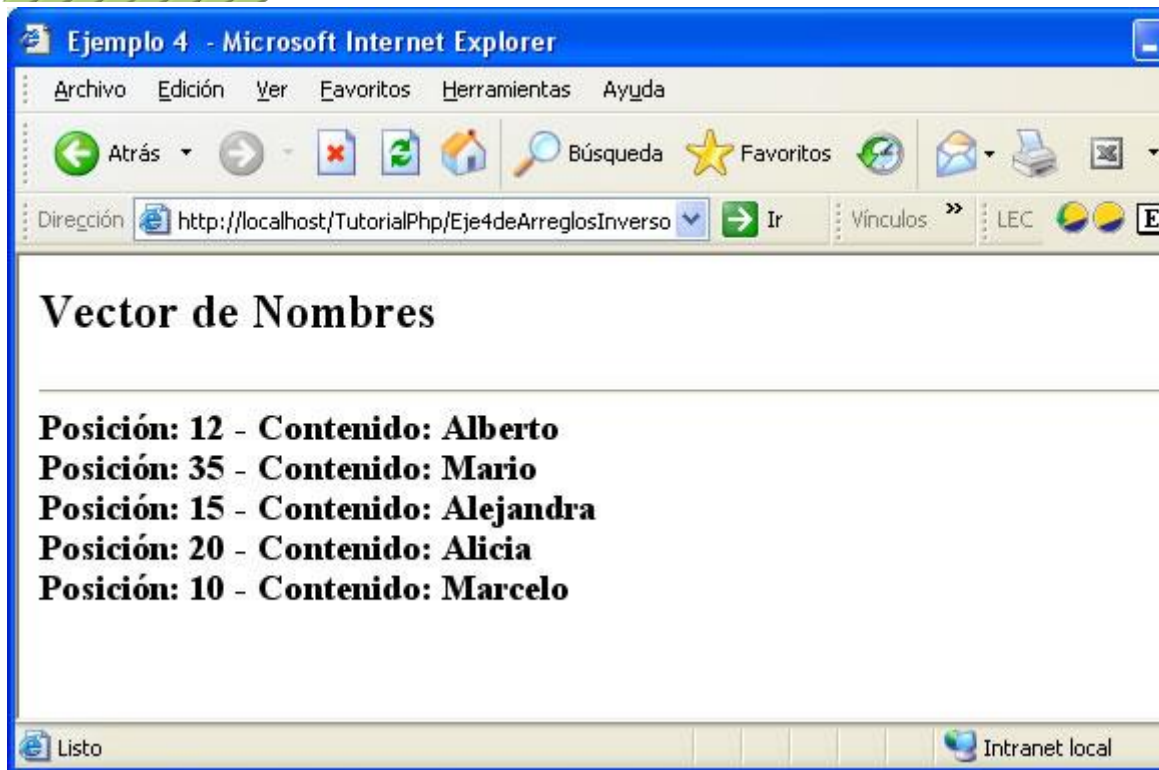 Ejemplo 4 - Microsoft Internet Explorer
Archivo Edición Ver Favoritos Herramientas Ayuda
Atrás Búsqueda Favoritos
Dirección http://localhost/TutorialPhp/Eje4deArreglosInverso Ir Vínculos » LEC E
Vector de Nombres
Posición: 12 - Contenido: Alberto
Posición: 35 - Contenido: Mario
Posición: 15 - Contenido: Alejandra
Posición: 20 - Contenido: Alicia
Posición: 10 - Contenido: Marcelo
Listo Intranet local